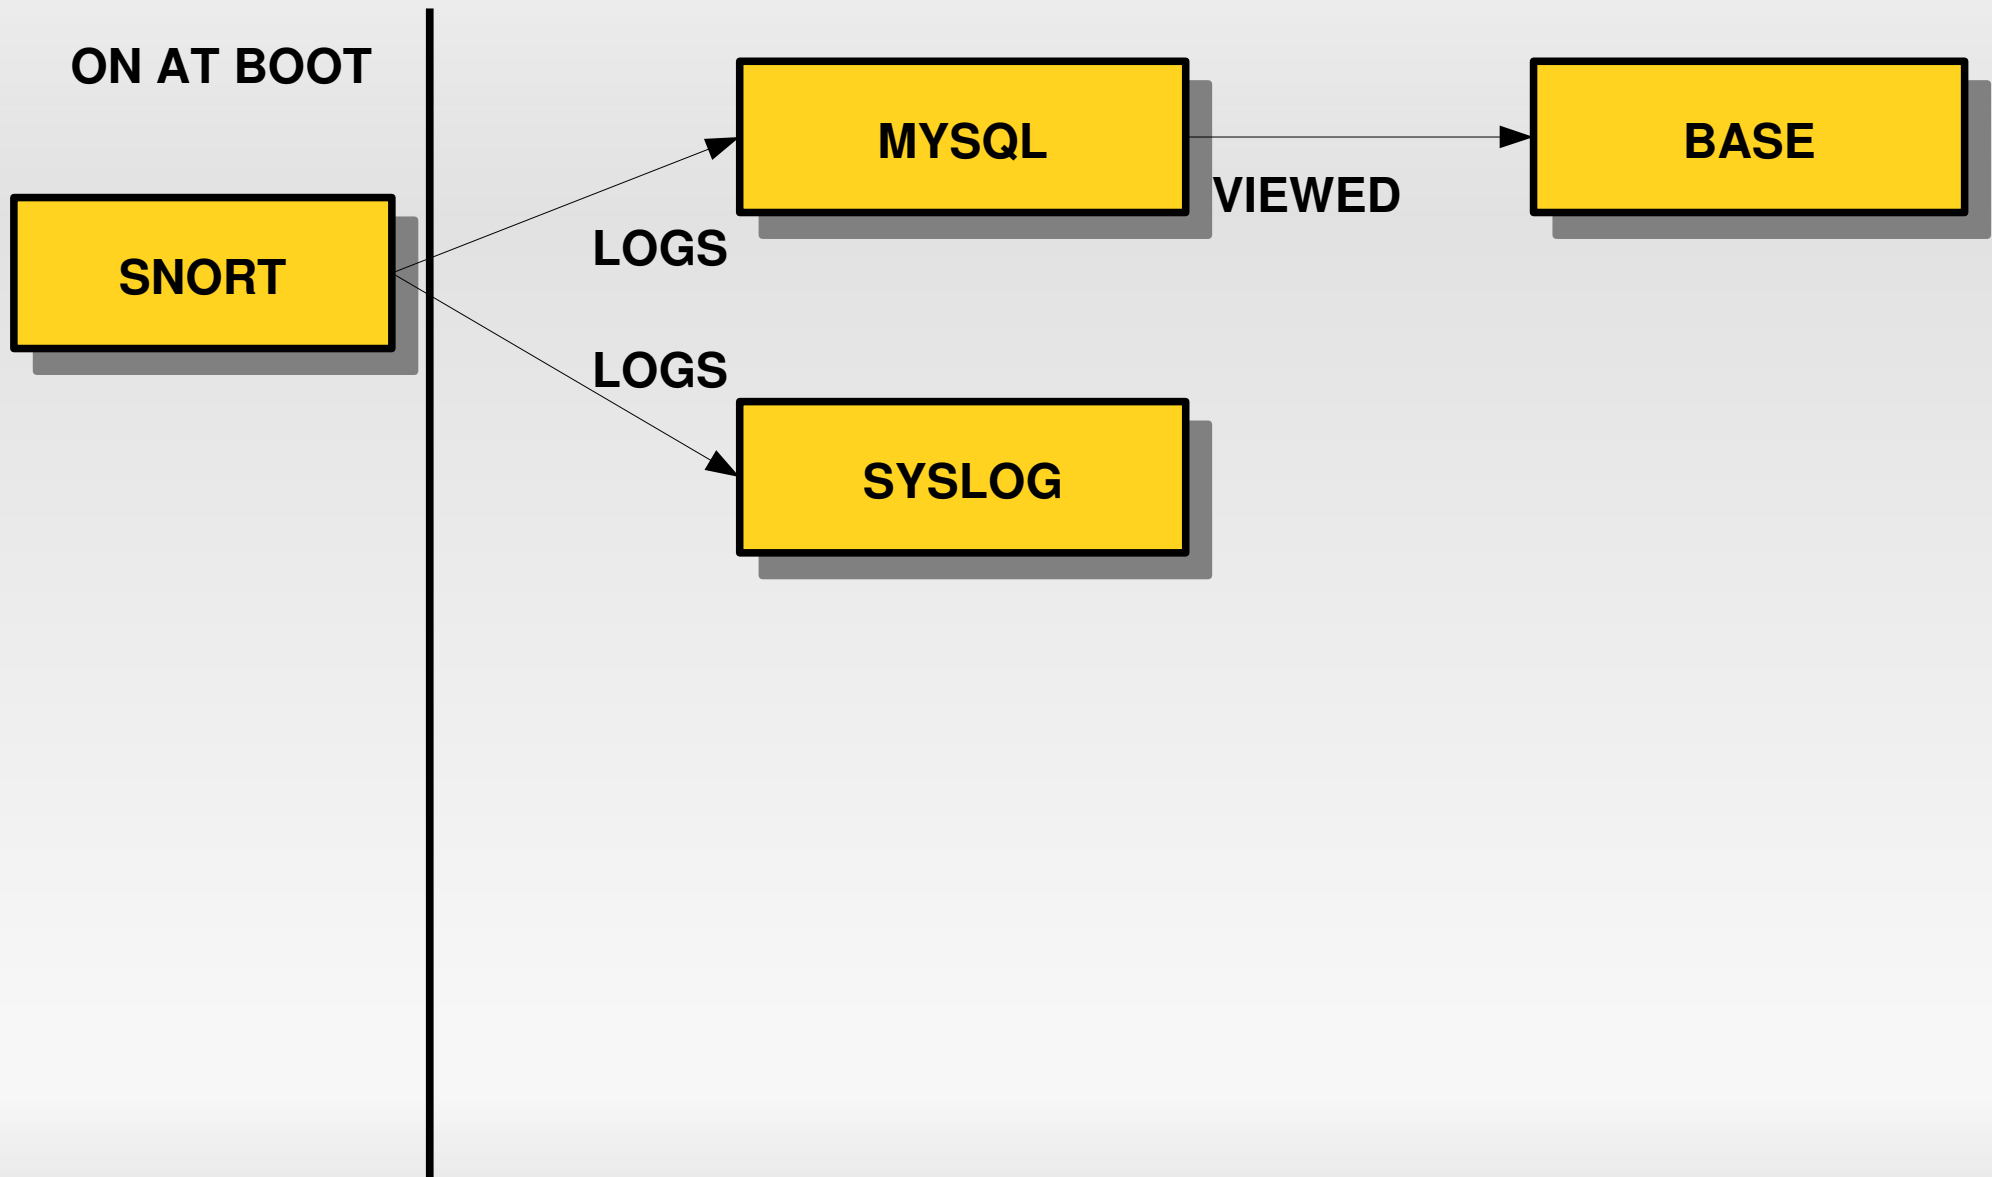 ON AT BOOT
MYSQL
BASE
VIEWED
SNORT
LOGS
LOGS
SYSLOG